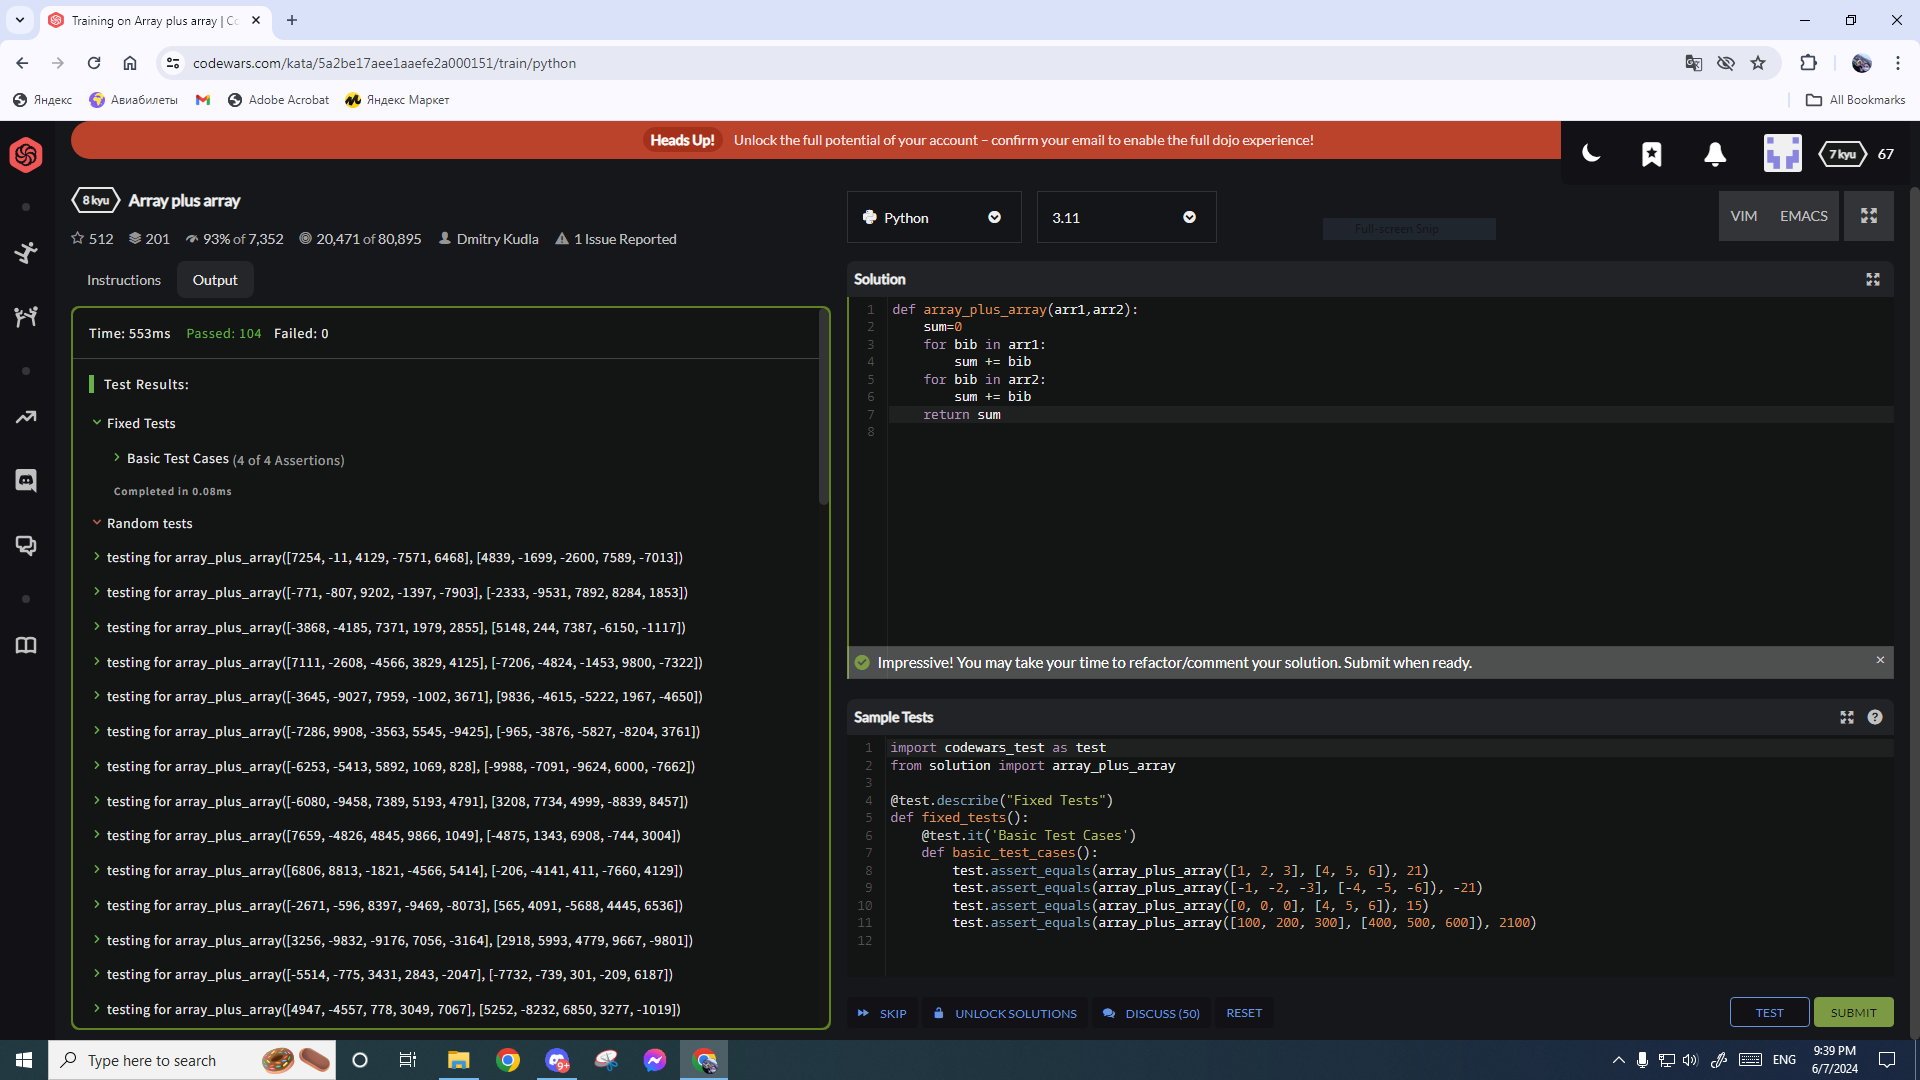 Training on Array plus array | Co
codewars.com/kata/5a2be17aee1aaefe2a000151/train/python
Яндекс
Авиабилеты
Adobe Acrobat
Яндекс Маркет
All Bookmarks
Heads Up! Unlock the full potential of your account – confirm your email to enable the full dojo experience!
7 kyu 67
8 kyu Array plus array
512 201 93% of 7,352 20,471 of 80,895 Dmitry Kudla 1 Issue Reported
Python
3.11
Full-screen Snip
VIM EMACS
Instructions Output
Time: 553ms Passed: 104 Failed: 0
Test Results:
Fixed Tests
Basic Test Cases (4 of 4 Assertions)
Completed in 0.08ms
Random tests
testing for array_plus_array([7254, -11, 4129, -7571, 6468], [4839, -1699, -2600, 7589, -7013])
testing for array_plus_array([-771, -807, 9202, -1397, -7903], [-2333, -9531, 7892, 8284, 1853])
testing for array_plus_array([-3868, -4185, 7371, 1979, 2855], [5148, 244, 7387, -6150, -1117])
testing for array_plus_array([7111, -2608, -4566, 3829, 4125], [-7206, -4824, -1453, 9800, -7322])
testing for array_plus_array([-3645, -9027, 7959, -1002, 3671], [9836, -4615, -5222, 1967, -4650])
testing for array_plus_array([-7286, 9908, -3563, 5545, -9425], [-965, -3876, -5827, -8204, 3761])
testing for array_plus_array([-6253, -5413, 5892, 1069, 828], [-9988, -7091, -9624, 6000, -7662])
testing for array_plus_array([-6080, -9458, 7389, 5193, 4791], [3208, 7734, 4999, -8839, 8457])
testing for array_plus_array([7659, -4826, 4845, 9866, 1049], [-4875, 1343, 6908, -744, 3004])
testing for array_plus_array([6806, 8813, -1821, -4566, 5414], [-206, -4141, 411, -7660, 4129])
testing for array_plus_array([-2671, -596, 8397, -9469, -8073], [565, 4091, -5688, 4445, 6536])
testing for array_plus_array([3256, -9832, -9176, 7056, -3164], [2918, 5993, 4779, 9667, -9801])
testing for array_plus_array([-5514, -775, 3431, 2843, -2047], [-7732, -739, 301, -209, 6187])
testing for array_plus_array([4947, -4557, 778, 3049, 7067], [5252, -8232, 6850, 3277, -1019])
Solution
1 def array_plus_array(arr1,arr2):
2 sum=0
3 for bib in arr1:
4 sum += bib
5 for bib in arr2:
6 sum += bib
7 return sum
8
Impressive! You may take your time to refactor/comment your solution. Submit when ready.
Sample Tests
1 import codewars_test as test
2 from solution import array_plus_array
3
4 @test.describe("Fixed Tests")
5 def fixed_tests():
6 @test.it('Basic Test Cases')
7 def basic_test_cases():
8 test.assert_equals(array_plus_array([1, 2, 3], [4, 5, 6]), 21)
9 test.assert_equals(array_plus_array([-1, -2, -3], [-4, -5, -6]), -21)
10 test.assert_equals(array_plus_array([0, 0, 0], [4, 5, 6]), 15)
11 test.assert_equals(array_plus_array([100, 200, 300], [400, 500, 600]), 2100)
12
SKIP UNLOCK SOLUTIONS DISCUSS (50) RESET TEST SUBMIT
Type here to search
9+
ENG
9:39 PM
6/7/2024